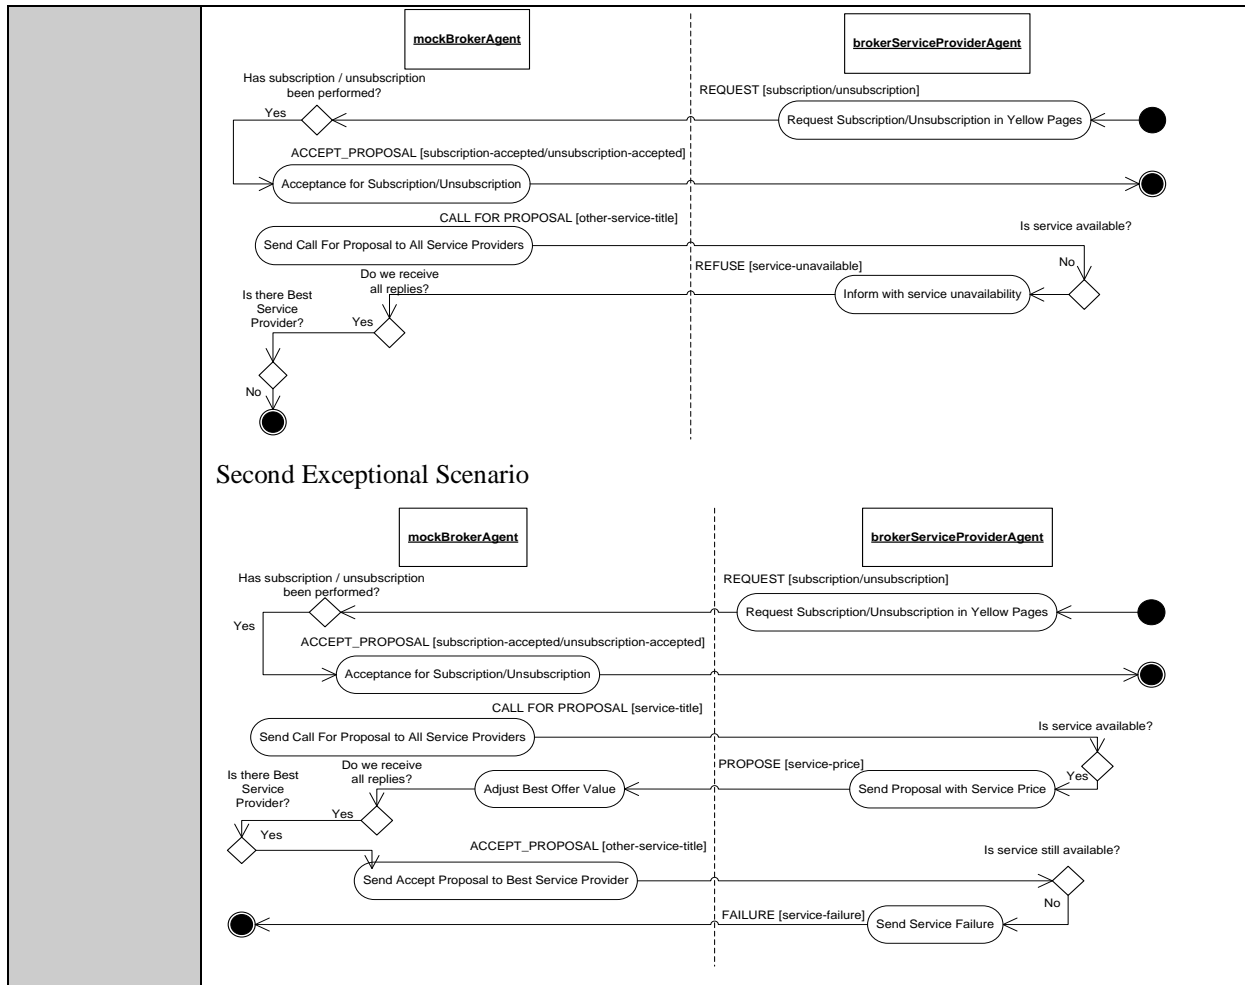 mockBrokerAgent
brokerServiceProviderAgent
Has subscription / unsubscription
been performed?
REQUEST [subscription/unsubscription]
Yes
Request Subscription/Unsubscription in Yellow Pages
ACCEPT_PROPOSAL [subscription-accepted/unsubscription-accepted]
Acceptance for Subscription/Unsubscription
CALL FOR PROPOSAL [other-service-title]
Is service available?
Send Call For Proposal to All Service Providers
No
REFUSE [service-unavailable]
Do we receive
all replies?
Inform with service unavailability
Is there Best
Service
Provider?
Yes
No
Second Exceptional Scenario
mockBrokerAgent
brokerServiceProviderAgent
Has subscription / unsubscription
been performed?
REQUEST [subscription/unsubscription]
Yes
Request Subscription/Unsubscription in Yellow Pages
ACCEPT_PROPOSAL [subscription-accepted/unsubscription-accepted]
Acceptance for Subscription/Unsubscription
CALL FOR PROPOSAL [service-title]
Is service available?
Send Call For Proposal to All Service Providers
PROPOSE [service-price]
Yes
Do we receive
all replies?
Is there Best
Service
Provider?
Adjust Best Offer Value
Send Proposal with Service Price
Yes
Yes
ACCEPT_PROPOSAL [other-service-title]
Is service still available?
Send Accept Proposal to Best Service Provider
No
FAILURE [service-failure]
Send Service Failure